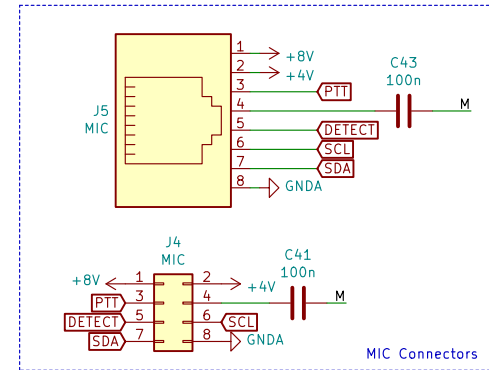 1 +8V
2 +4V
C43
100n
3 PTT
4 M
J5
MIC
5 DETECT
6 SCL
7 SDA
8 GNDA
J4
MIC
C41
100n
+8V 1 2 +4V
PTT 3 4 M
DETECT 5 6 SCL
SDA 7 8 GNDA
MIC Connectors